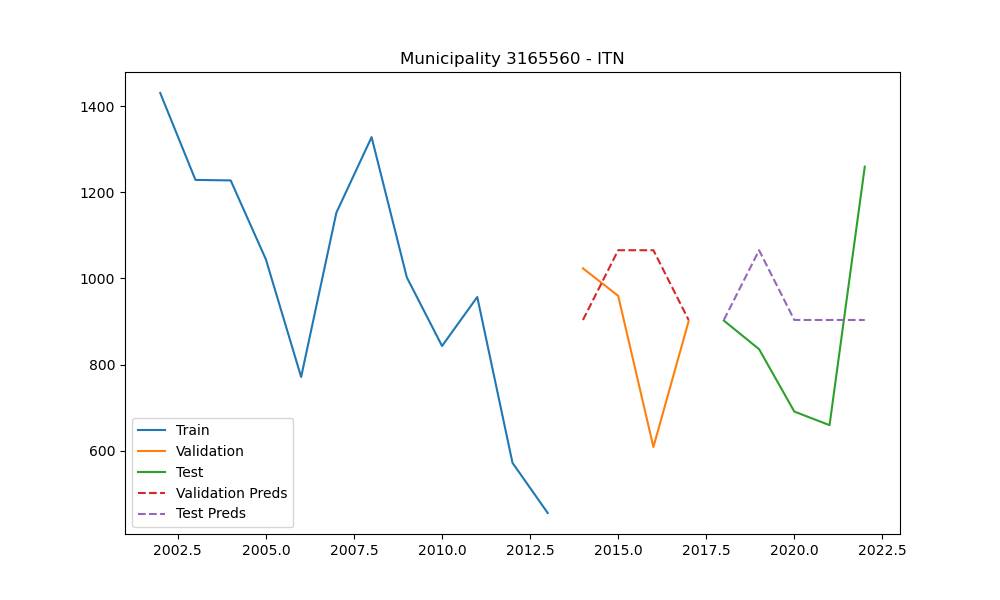 Municipality 3165560 - ITN
1400
1200
1000
800
600
Train
Validation
Test
Validation Preds
Test Preds
2002.5 2005.0 2007.5 2010.0 2012.5 2015.0 2017.5 2020.0 2022.5